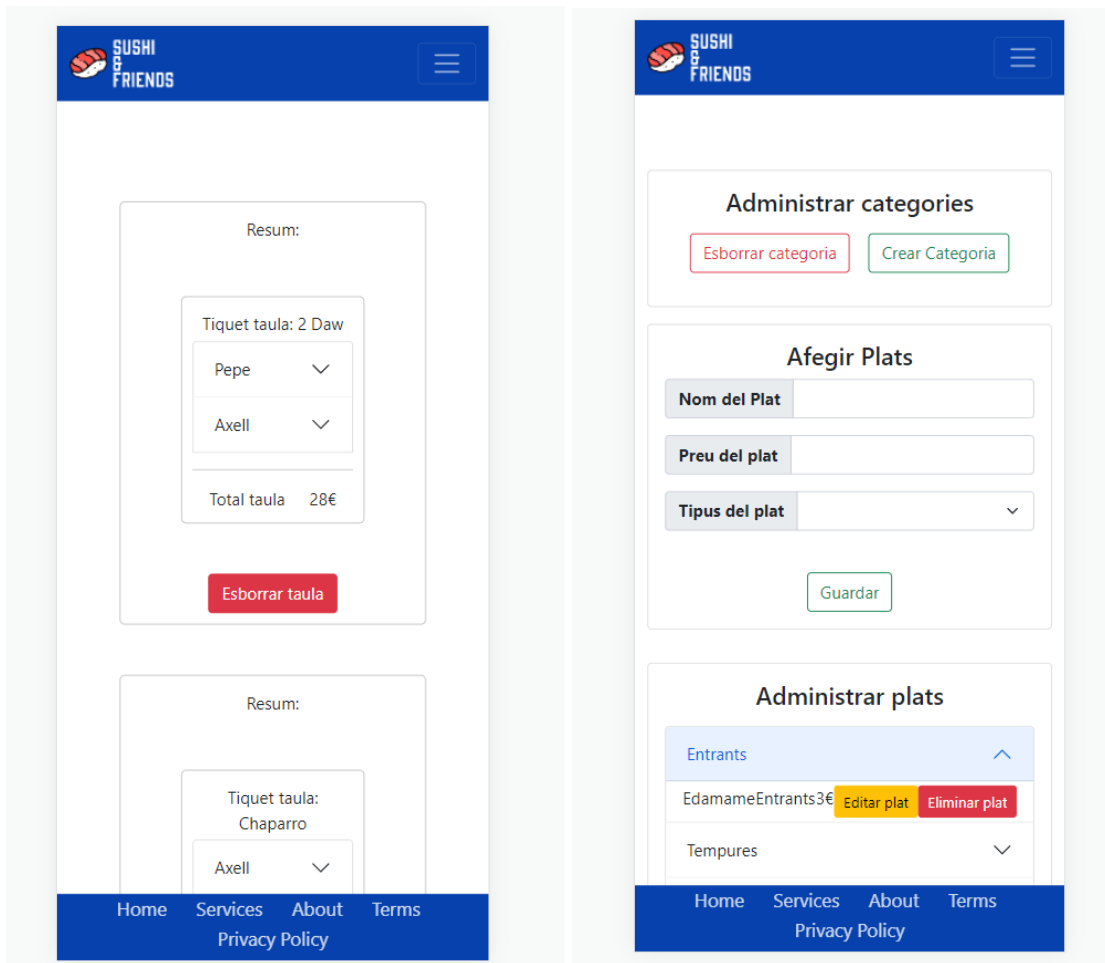 SUSHI
&
FRIENDS
Resum:
Tiquet taula: 2 Daw
Pepe
Axell
Total taula 28€
Esborrar taula
Resum:
Tiquet taula:
Chaparro
Axell
Home Services About Terms
Privacy Policy
SUSHI
&
FRIENDS
Administrar categories
Esborrar categoria Crear Categoria
Afegir Plats
Nom del Plat
Preu del plat
Tipus del plat
Guardar
Administrar plats
Entrants
EdamameEntrants3€ Editar plat Eliminar plat
Tempures
Home Services About Terms
Privacy Policy